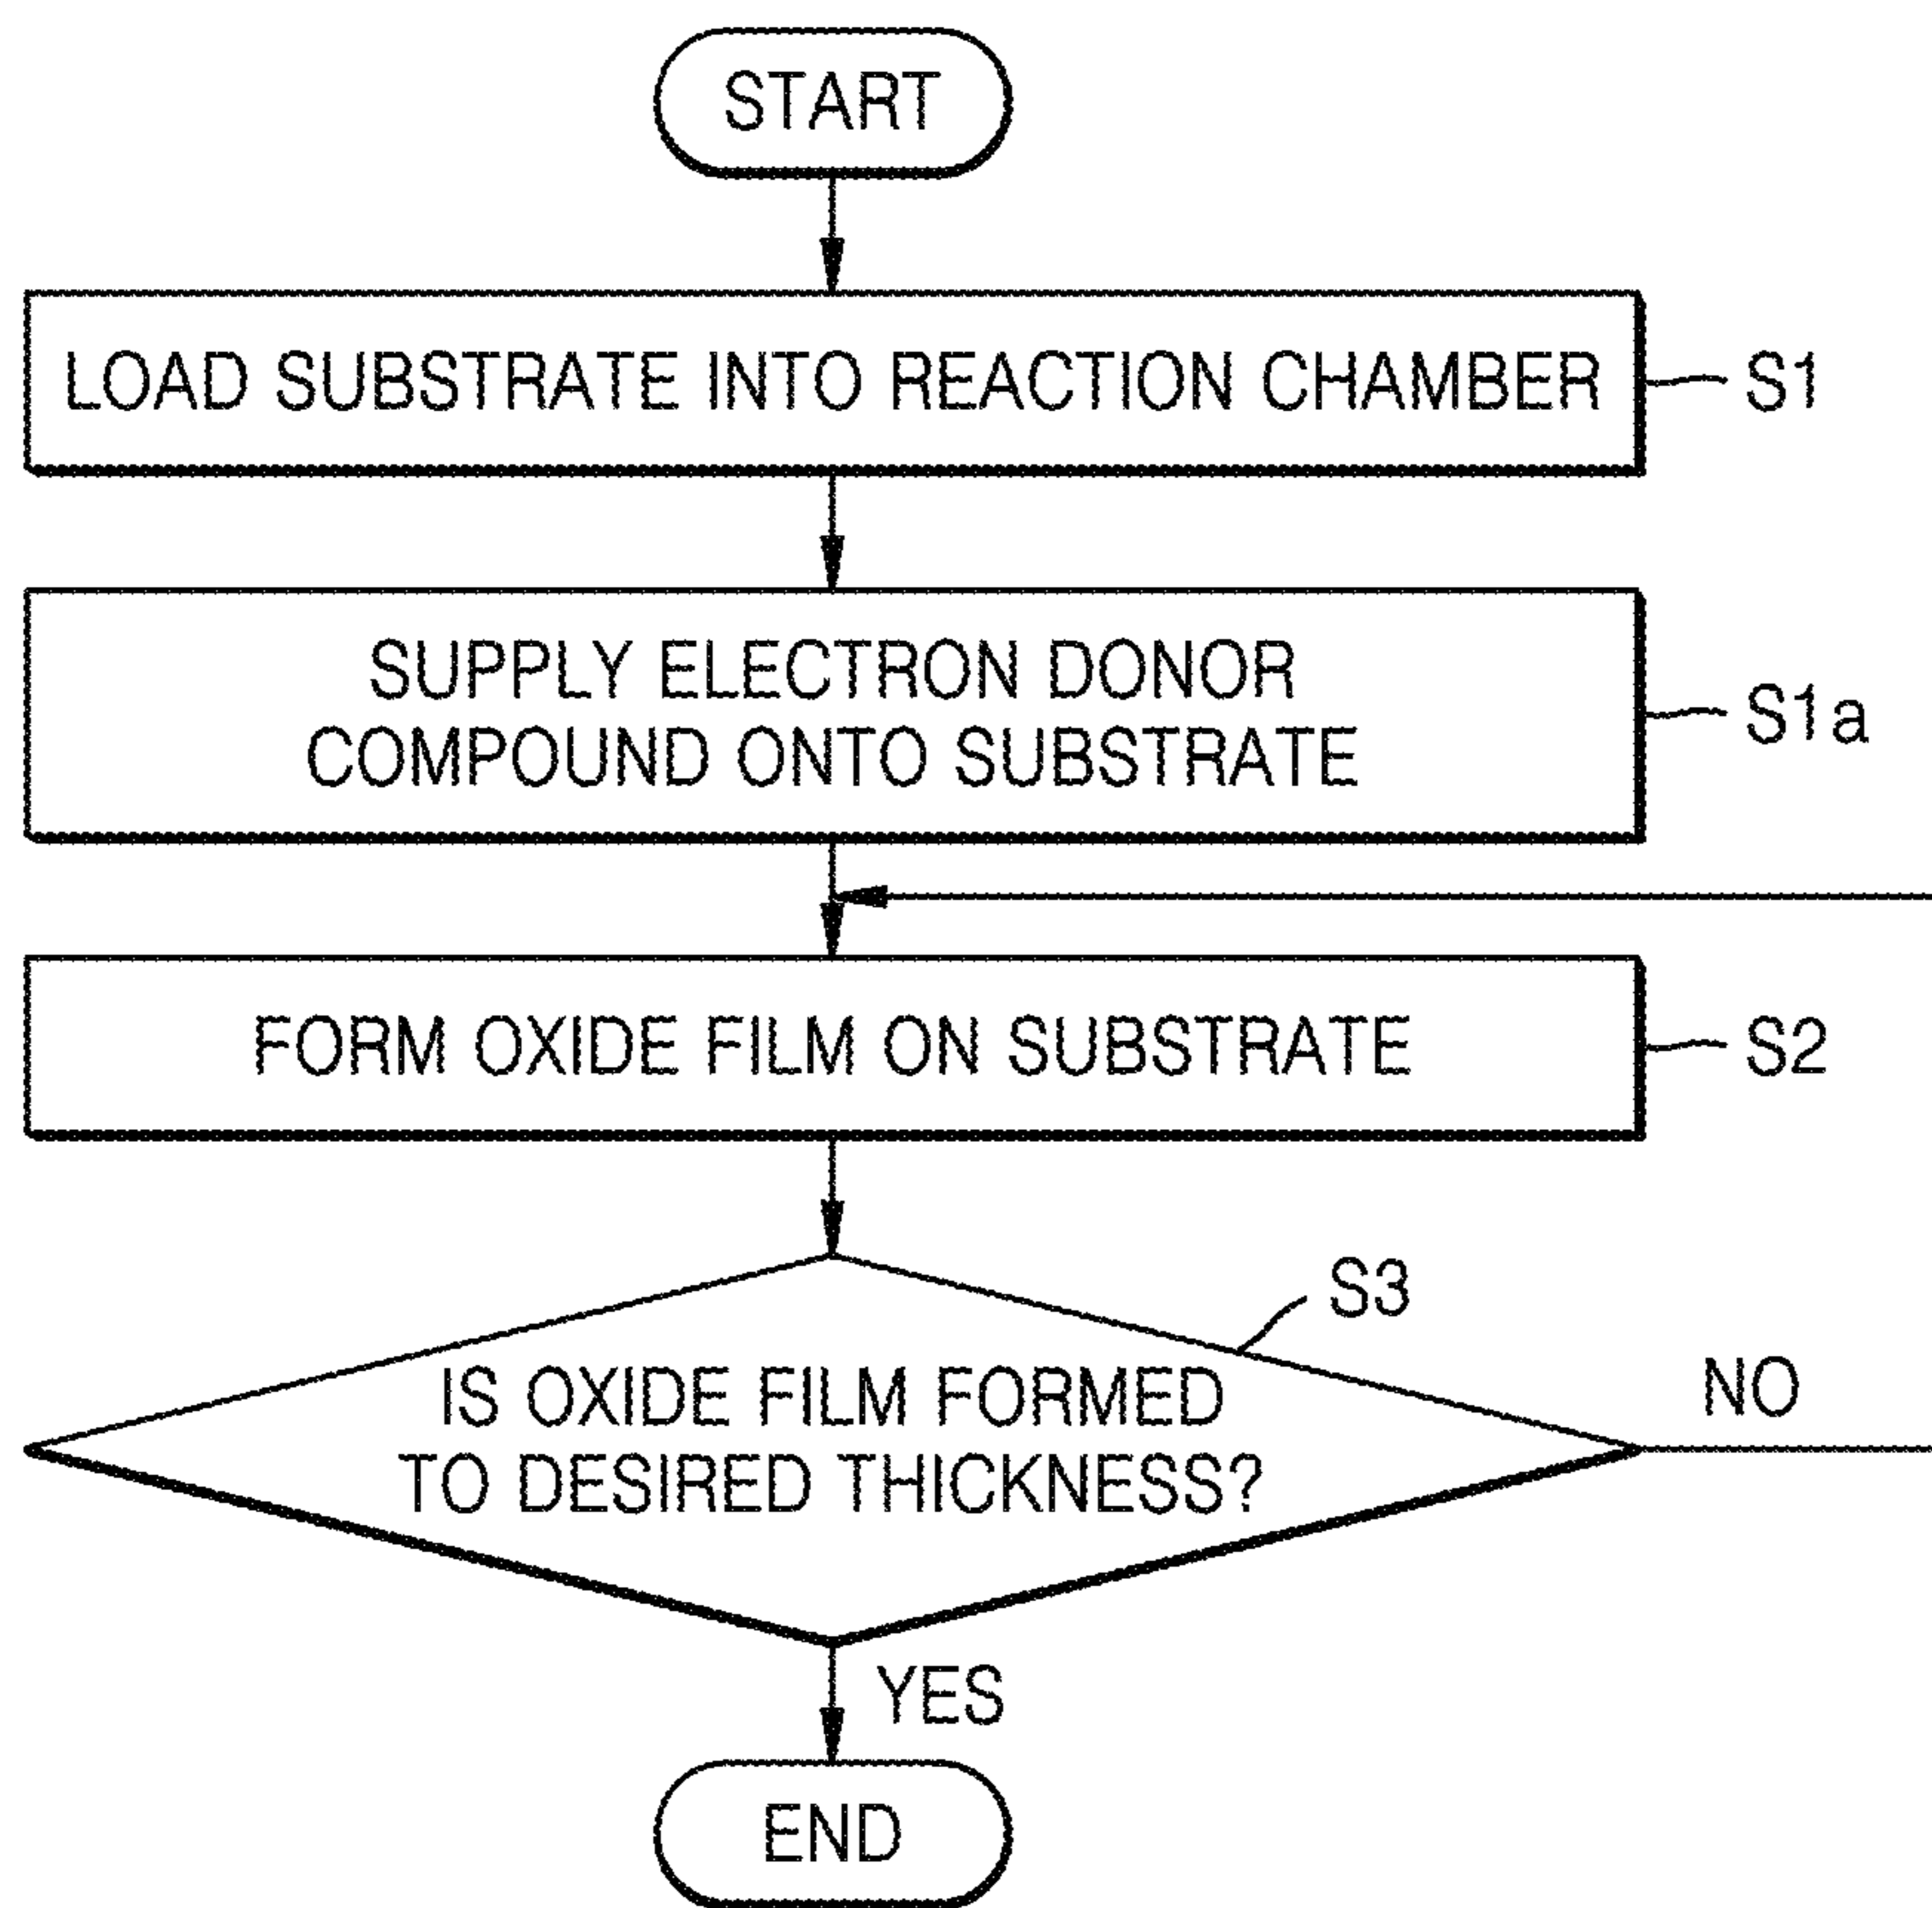 START
LOAD SUBSTRATE INTO REACTION CHAMBER
S1
SUPPLY ELECTRON DONOR
COMPOUND ONTO SUBSTRATE
S1a
FORM OXIDE FILM ON SUBSTRATE
S2
S3
IS OXIDE FILM FORMED
TO DESIRED THICKNESS?
NO
YES
END